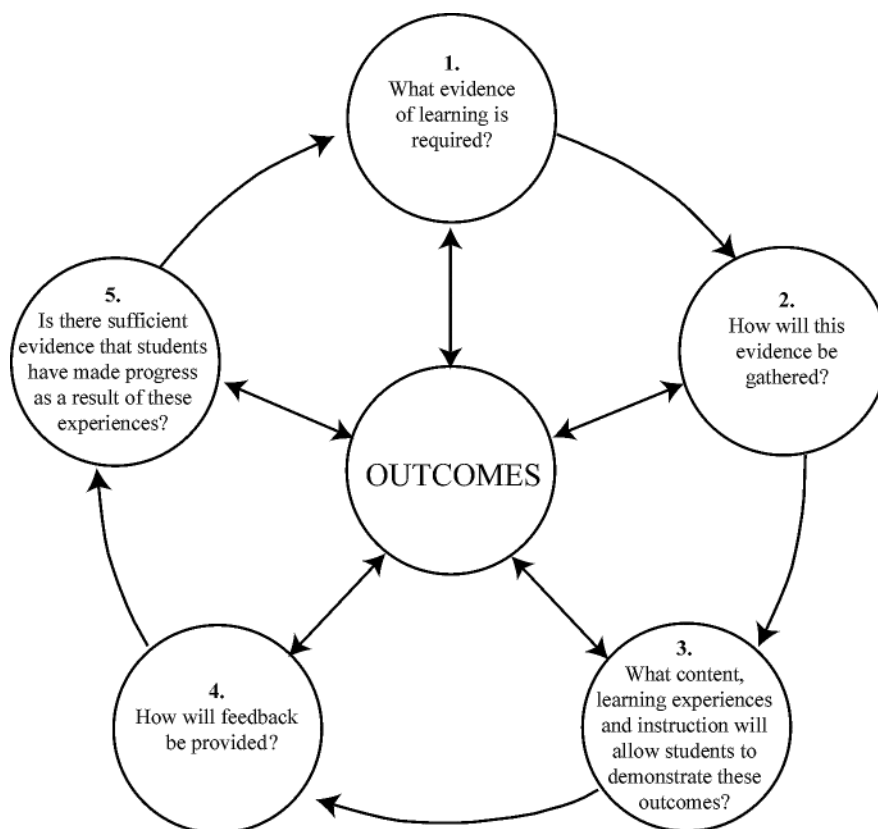 1.
What evidence
of learning is
required?
2.
How will this
evidence be
gathered?
3.
What content,
learning experiences
and instruction will
allow students to
demonstrate these
outcomes?
4.
How will feedback
be provided?
5.
Is there sufficient
evidence that students
have made progress
as a result of these
experiences?
OUTCOMES